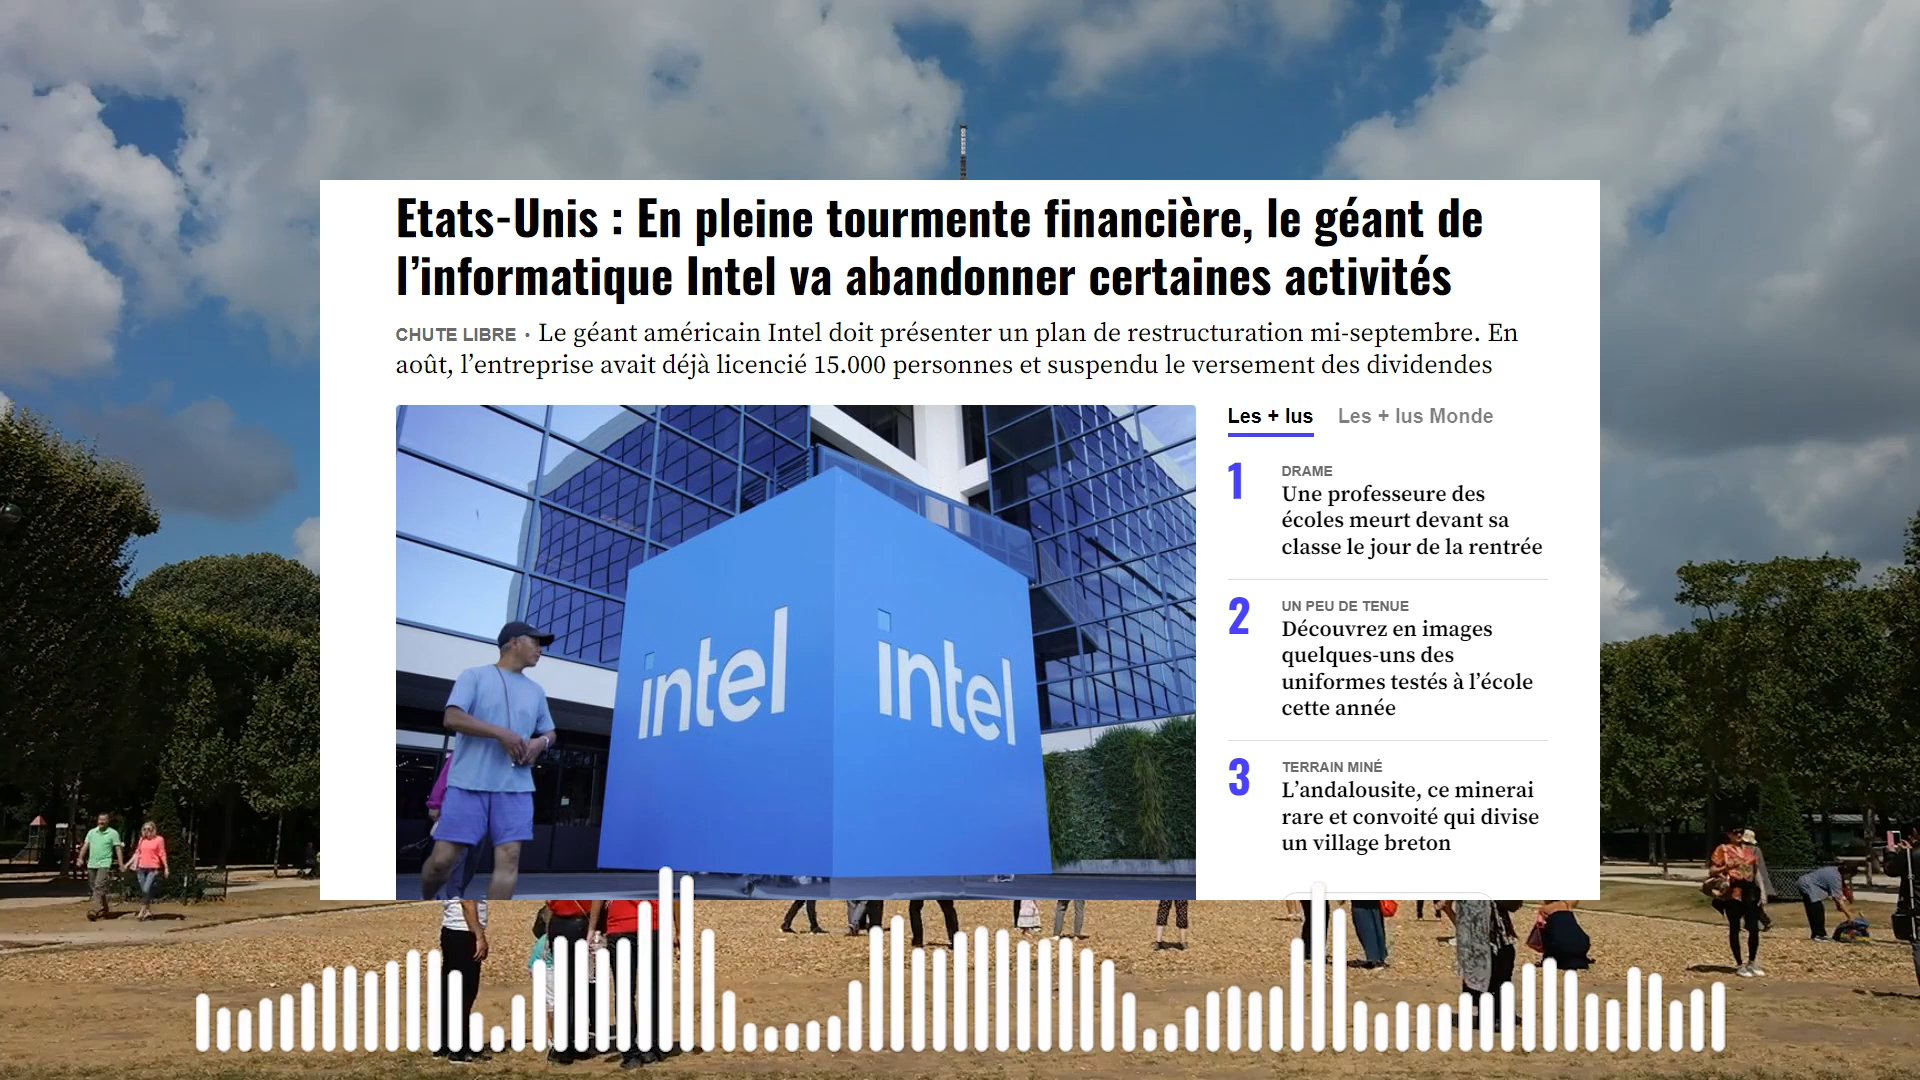 Etats-Unis : En pleine tourmente financière, le géant de
l’informatique Intel va abandonner certaines activités
CHUTE LIBRE • Le géant américain Intel doit présenter un plan de restructuration mi-septembre. En
août, l’entreprise avait déjà licencié 15.000 personnes et suspendu le versement des dividendes
intel
intel
Les + lus
Les + lus Monde
1
DRAME
Une professeure des
écoles meurt devant sa
classe le jour de la rentrée
2
UN PEU DE TENUE
Découvrez en images
quelques-uns des
uniformes testés à l’école
cette année
3
TERRAIN MINÉ
L’andalousite, ce minerai
rare et convoité qui divise
un village breton